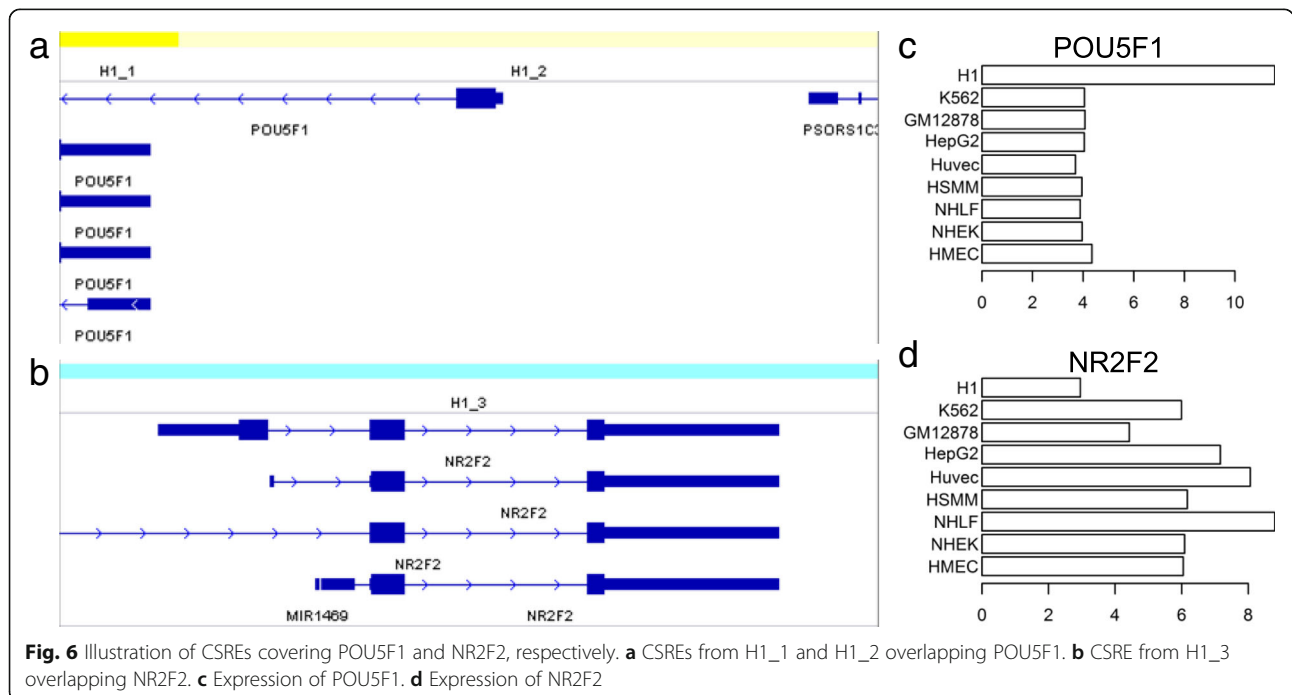 a
H1_1 H1_2
POU5F1 PSORS1C3
POU5F1
POU5F1
POU5F1
POU5F1
b
H1_3
NR2F2
NR2F2
NR2F2
MIR1469 NR2F2
c
POU5F1
H1
K562
GM12878
HepG2
Huvec
HSMM
NHLF
NHEK
HMEC
0 2 4 6 8 10
d
NR2F2
H1
K562
GM12878
HepG2
Huvec
HSMM
NHLF
NHEK
HMEC
0 2 4 6 8
Fig. 6 Illustration of CSREs covering POU5F1 and NR2F2, respectively. a CSREs from H1_1 and H1_2 overlapping POU5F1. b CSRE from H1_3
overlapping NR2F2. c Expression of POU5F1. d Expression of NR2F2